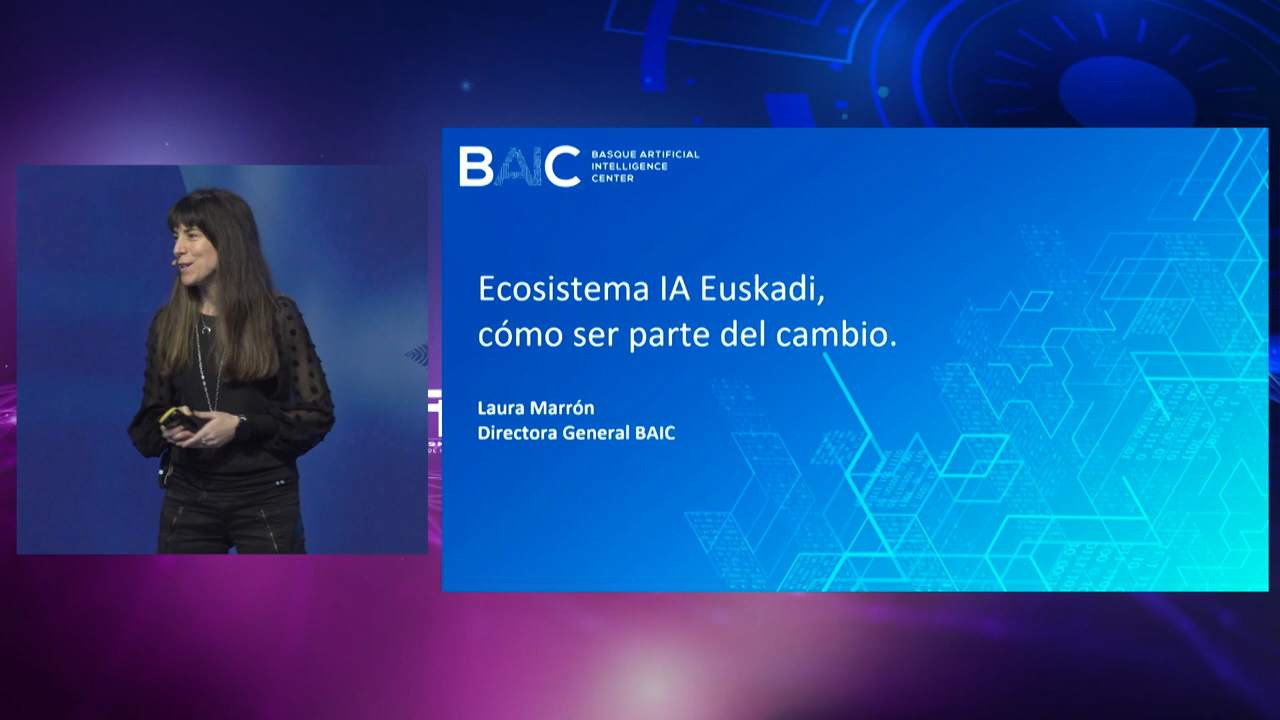 BAIC
BASQUE ARTIFICIAL
INTELLIGENCE
CENTER
Ecosistema IA Euskadi,
cómo ser parte del cambio.
Laura Marrón
Directora General BAIC